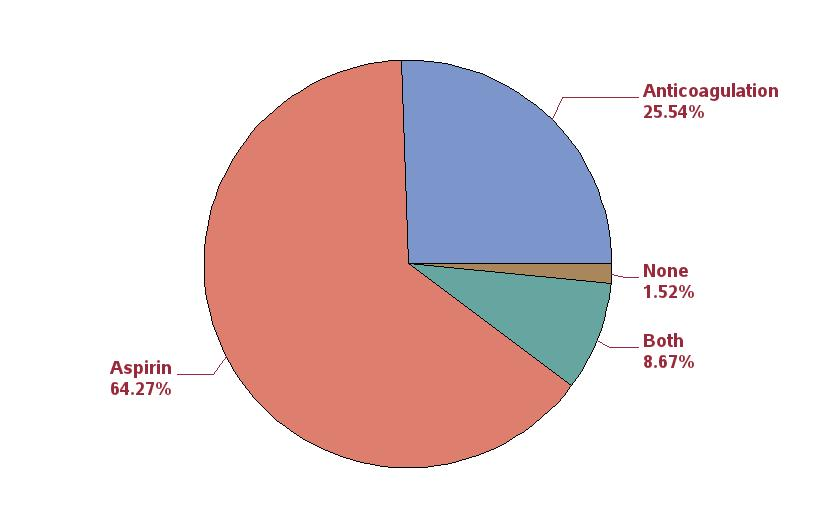 Anticoagulation
25.54%
None
1.52%
Both
8.67%
Aspirin
64.27%